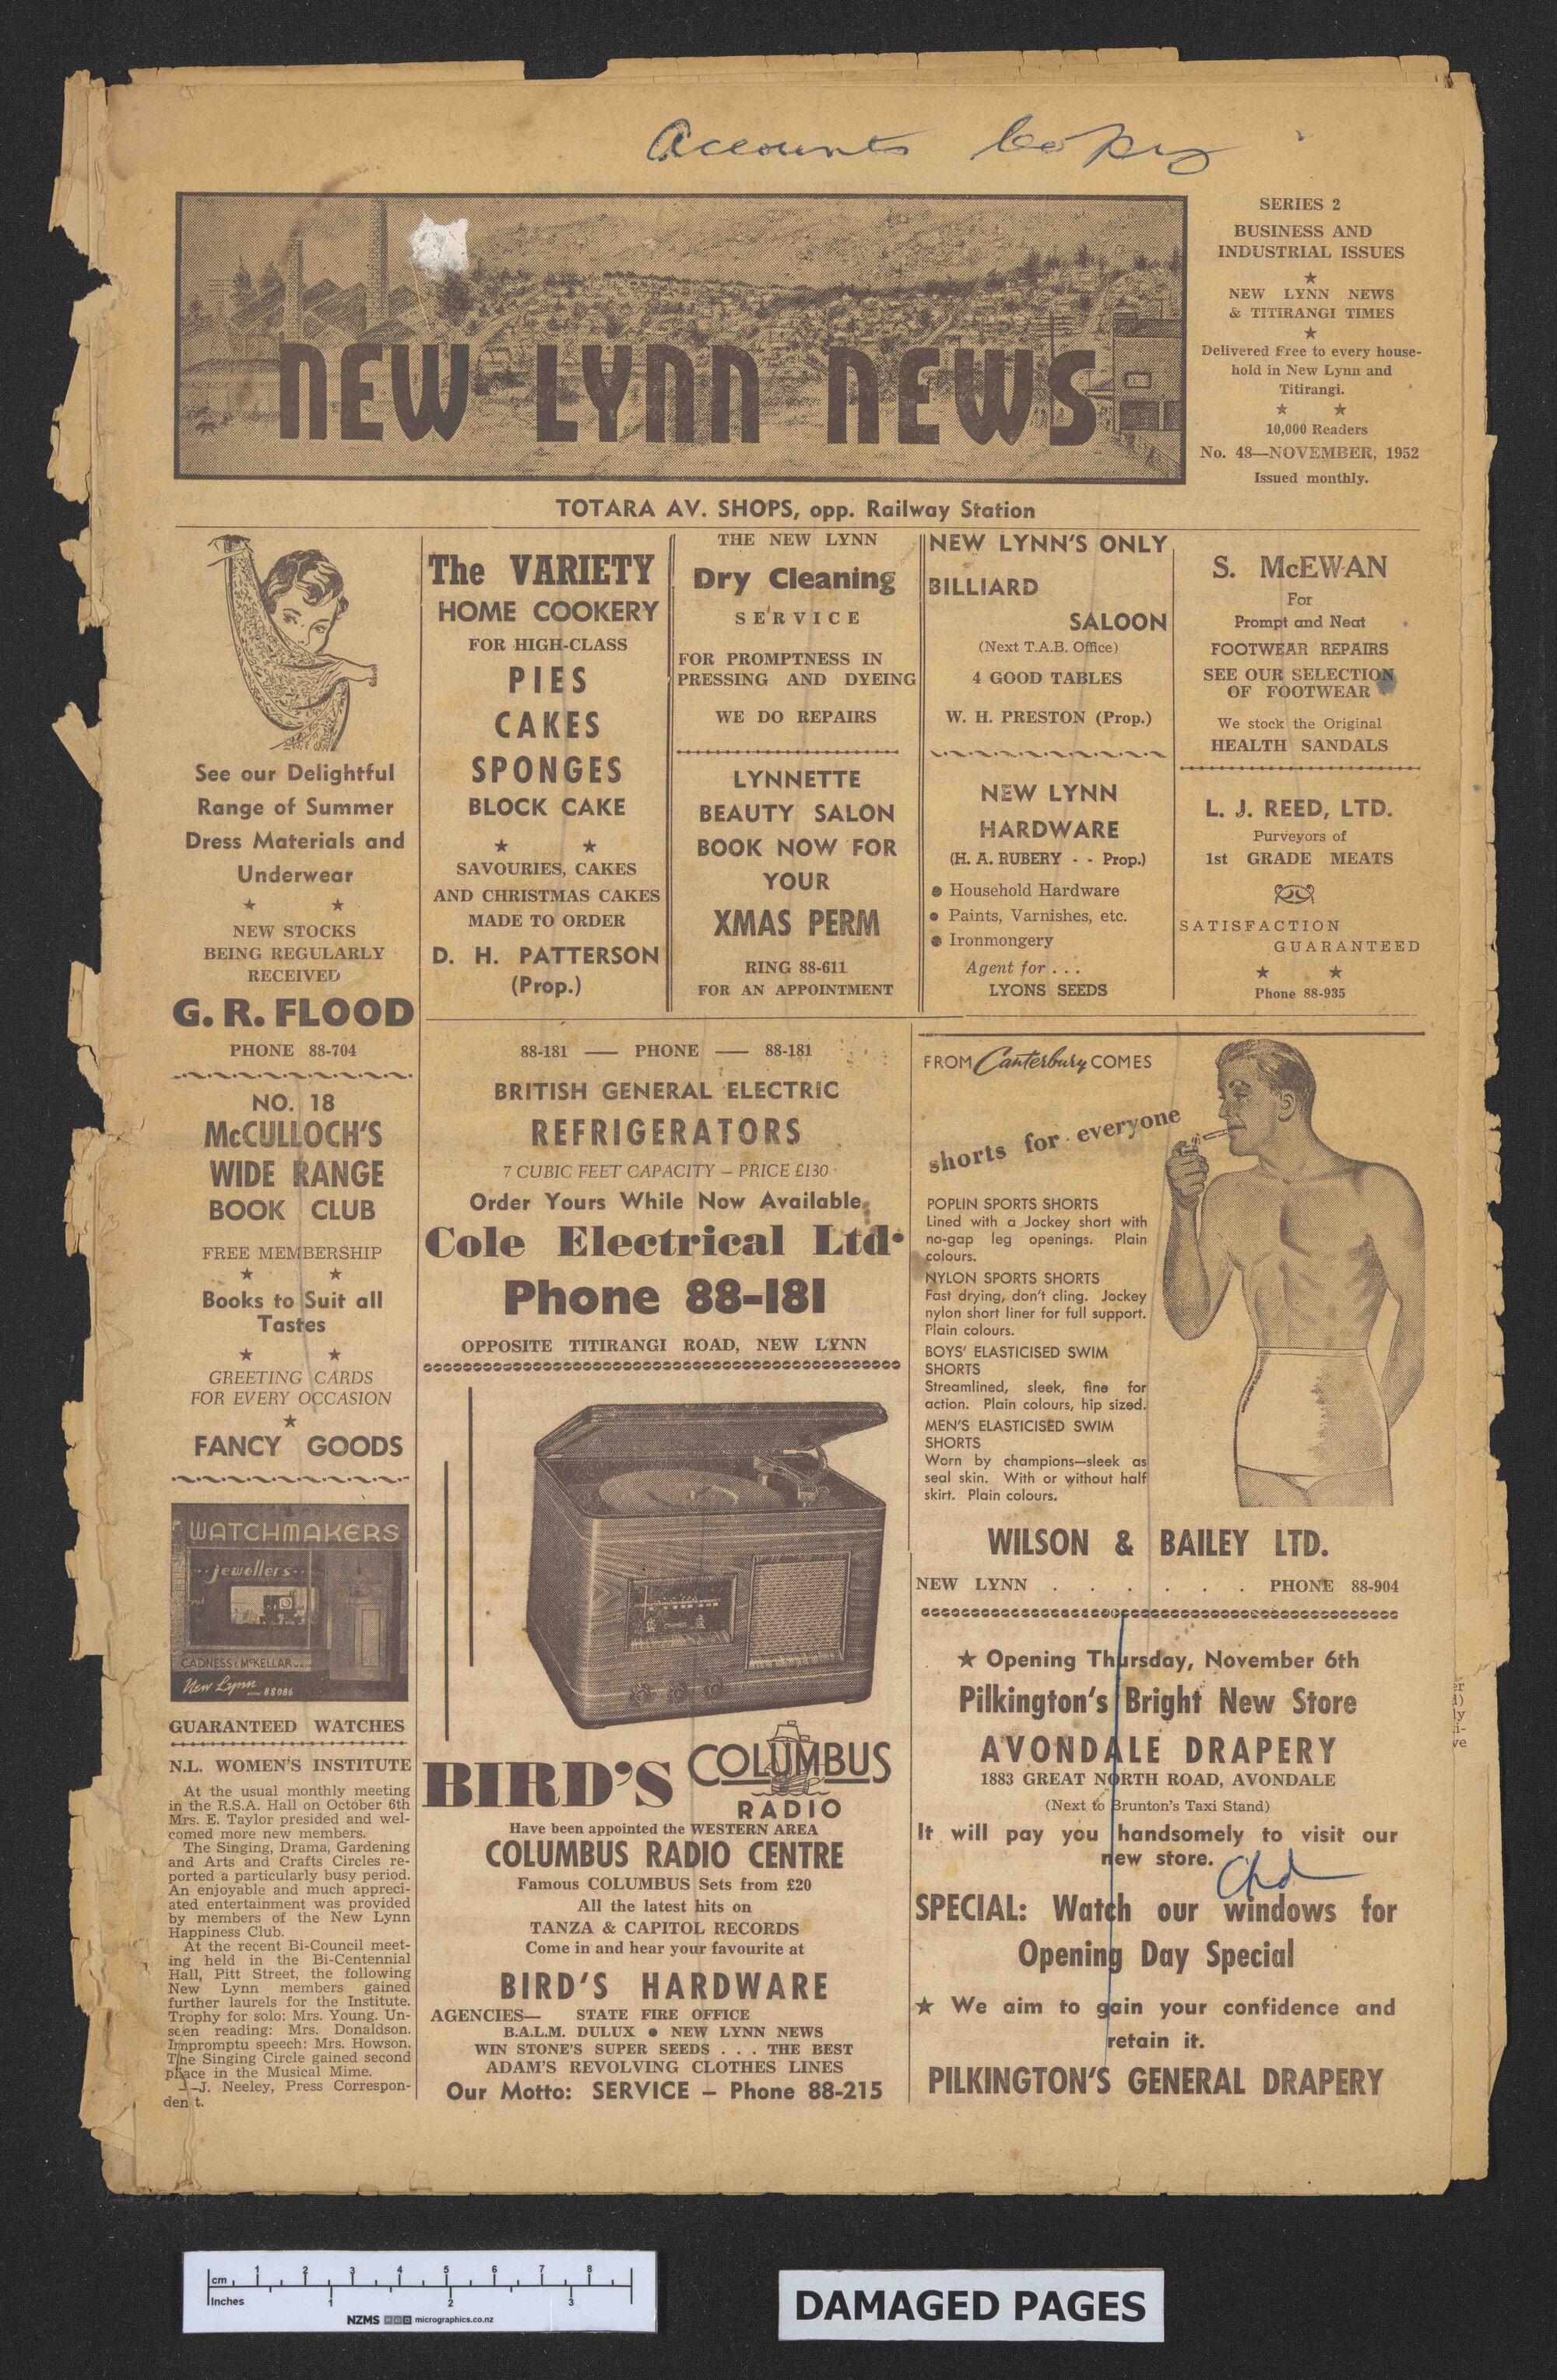 Accounts Copy
NEW LYNN NEWS
SERIES 2
BUSINESS AND
INDUSTRIAL ISSUES
★
NEW LYNN NEWS
& TITIRANGI TIMES
★
Delivered Free to every house-
hold in New Lynn and
Titirangi.
★ ★
10,000 Readers
No. 48—NOVEMBER, 1952
Issued monthly.
TOTARA AV. SHOPS, opp. Railway Station
See our Delightful
Range of Summer
Dress Materials and
Underwear
★ ★
NEW STOCKS
BEING REGULARLY
RECEIVED
G. R. FLOOD
PHONE 88-704
NO. 18
McCULLOCH'S
WIDE RANGE
BOOK CLUB
FREE MEMBERSHIP
★ ★
Books to Suit all
Tastes
★ ★
GREETING CARDS
FOR EVERY OCCASION
★
FANCY GOODS
WATCHMAKERS
jewellers
CADNESS & McKELLAR
New Lynn
88086
GUARANTEED WATCHES
N.L. WOMEN'S INSTITUTE
At the usual monthly meeting
in the R.S.A. Hall on October 6th
Mrs. E. Taylor presided and wel-
comed more new members.
The Singing, Drama, Gardening
and Arts and Crafts Circles re-
ported a particularly busy period.
An enjoyable and much appreci-
ated entertainment was provided
by members of the New Lynn
Happiness Club.
At the recent Bi-Council meet-
ing held in the Bi-Centennial
Hall, Pitt Street, the following
New Lynn members gained
further laurels for the Institute.
Trophy for solo: Mrs. Young. Un-
seen reading: Mrs. Donaldson.
Impromptu speech: Mrs. Howson.
The Singing Circle gained second
place in the Musical Mime.
—J. Neeley, Press Correspon-
dent.
The VARIETY
HOME COOKERY
FOR HIGH-CLASS
PIES
CAKES
SPONGES
BLOCK CAKE
★ ★
SAVOURIES, CAKES
AND CHRISTMAS CAKES
MADE TO ORDER
D. H. PATTERSON
(Prop.)
THE NEW LYNN
Dry Cleaning
SERVICE
FOR PROMPTNESS IN
PRESSING AND DYEING
WE DO REPAIRS
LYNNETTE
BEAUTY SALON
BOOK NOW FOR
YOUR
XMAS PERM
RING 88-611
FOR AN APPOINTMENT
NEW LYNN'S ONLY
BILLIARD
SALOON
(Next T.A.B. Office)
4 GOOD TABLES
W. H. PRESTON (Prop.)
NEW LYNN
HARDWARE
(H. A. RUBERY - - Prop.)
● Household Hardware
● Paints, Varnishes, etc.
● Ironmongery
Agent for . . .
LYONS SEEDS
S. McEWAN
For
Prompt and Neat
FOOTWEAR REPAIRS
SEE OUR SELECTION
OF FOOTWEAR
We stock the Original
HEALTH SANDALS
L. J. REED, LTD.
Purveyors of
1st GRADE MEATS
SATISFACTION
GUARANTEED
★ ★
Phone 88-935
88-181 — PHONE — 88-181
BRITISH GENERAL ELECTRIC
REFRIGERATORS
7 CUBIC FEET CAPACITY – PRICE £130
Order Yours While Now Available
Cole Electrical Ltd.
Phone 88-181
OPPOSITE TITIRANGI ROAD, NEW LYNN
BIRD'S COLUMBUS
RADIO
Have been appointed the WESTERN AREA
COLUMBUS RADIO CENTRE
Famous COLUMBUS Sets from £20
All the latest hits on
TANZA & CAPITOL RECORDS
Come in and hear your favourite at
BIRD'S HARDWARE
AGENCIES— STATE FIRE OFFICE
B.A.L.M. DULUX ● NEW LYNN NEWS
WIN STONE'S SUPER SEEDS . . . THE BEST
ADAM'S REVOLVING CLOTHES LINES
Our Motto: SERVICE – Phone 88-215
FROM Canterbury COMES
shorts for everyone
POPLIN SPORTS SHORTS
Lined with a Jockey short with
no-gap leg openings. Plain
colours.
NYLON SPORTS SHORTS
Fast drying, don't cling. Jockey
nylon short liner for full support.
Plain colours.
BOYS' ELASTICISED SWIM
SHORTS
Streamlined, sleek, fine for
action. Plain colours, hip sized.
MEN'S ELASTICISED SWIM
SHORTS
Worn by champions—sleek as
seal skin. With or without half
skirt. Plain colours.
WILSON & BAILEY LTD.
NEW LYNN . . . . . . . PHONE 88-904
★ Opening Thursday, November 6th
Pilkington's Bright New Store
AVONDALE DRAPERY
1883 GREAT NORTH ROAD, AVONDALE
(Next to Brunton's Taxi Stand)
It will pay you handsomely to visit our
new store.
SPECIAL: Watch our windows for
Opening Day Special
★ We aim to gain your confidence and
retain it.
PILKINGTON'S GENERAL DRAPERY
cm 1 2 3 4 5 6 7 8
Inches 1 2 3
NZMS micrographics.co.nz
DAMAGED PAGES